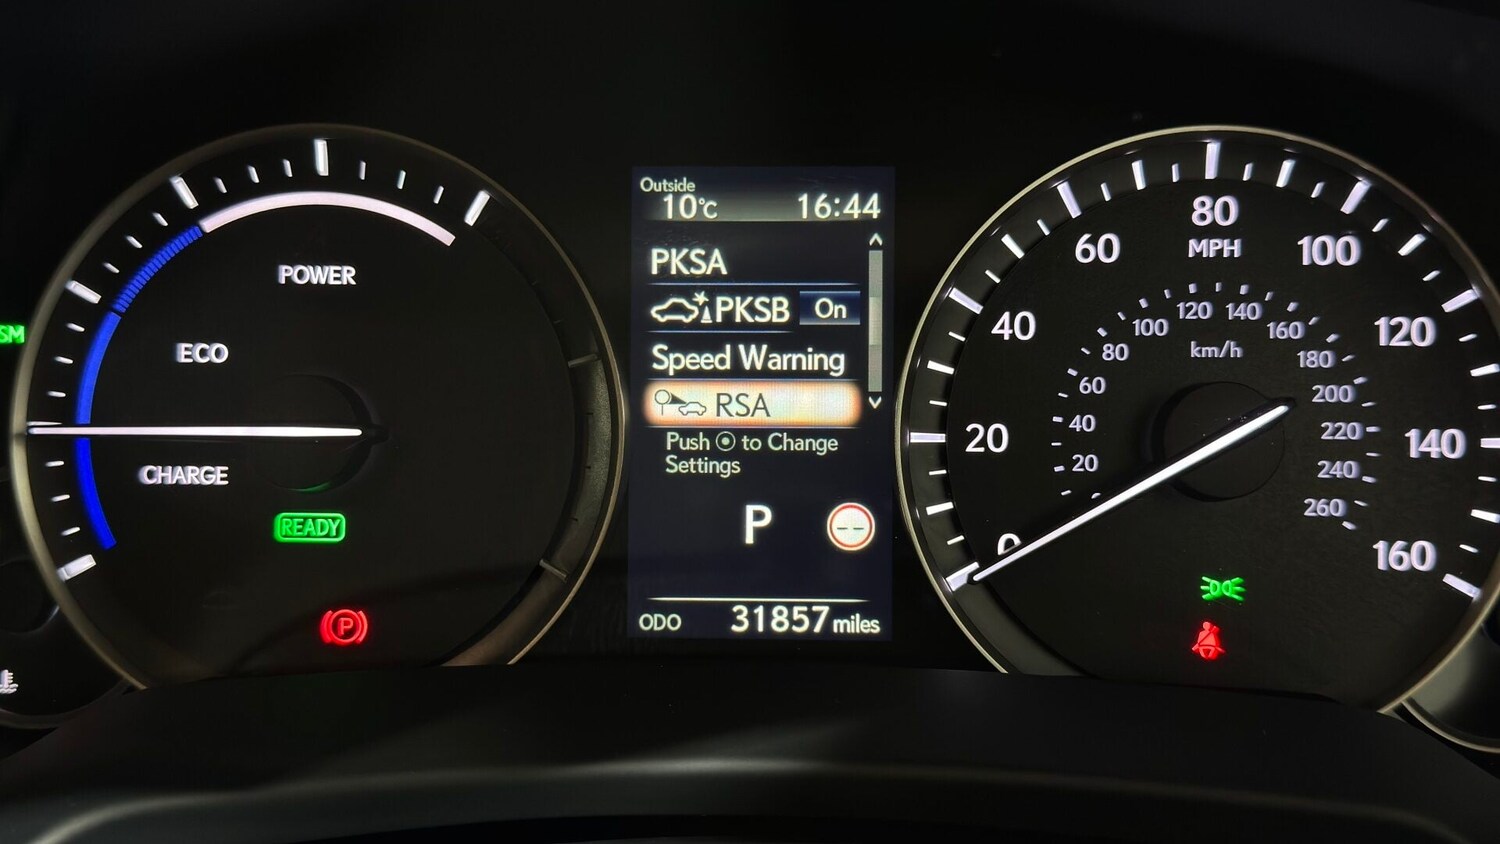 SM
POWER
ECO
CHARGE
READY
P
Outside
10°C 16:44
PKSA
PKSB On
Speed Warning
RSA
Push to Change
Settings
P
ODO 31857 miles
0
20
40
60
80
100
120
140
160
MPH
20
40
60
80
100
120
140
160
180
200
220
240
260
km/h